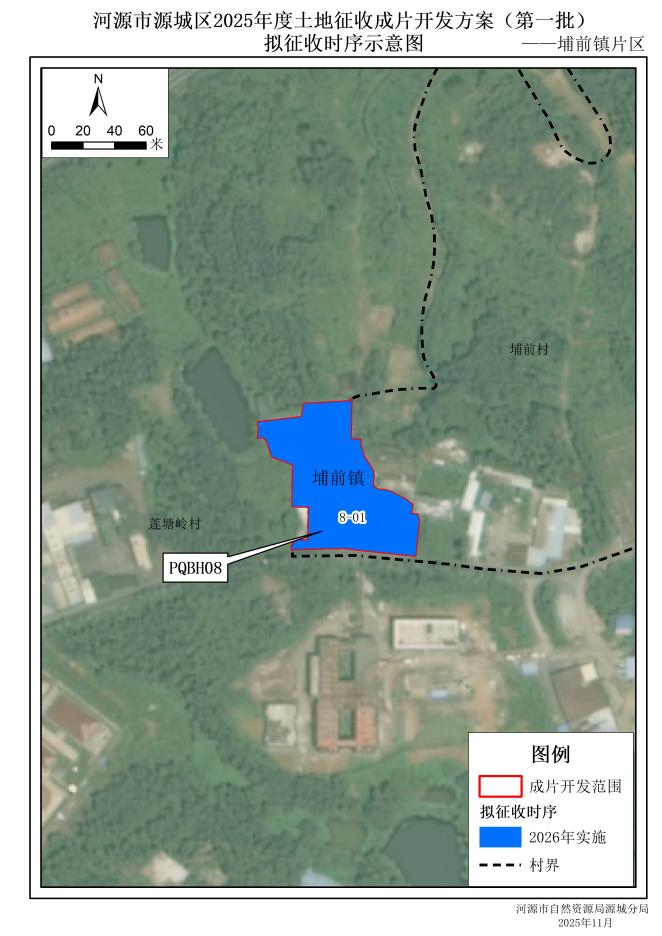 河源市源城区2025年度土地征收成片开发方案（第一批）
拟征收时序示意图
——埔前镇片区
N
0 20 40 60
米
埔前村
埔前镇
8-01
莲塘岭村
PQBH08
图例
成片开发范围
拟征收时序
2026年实施
村界
河源市自然资源局源城分局
2025年11月